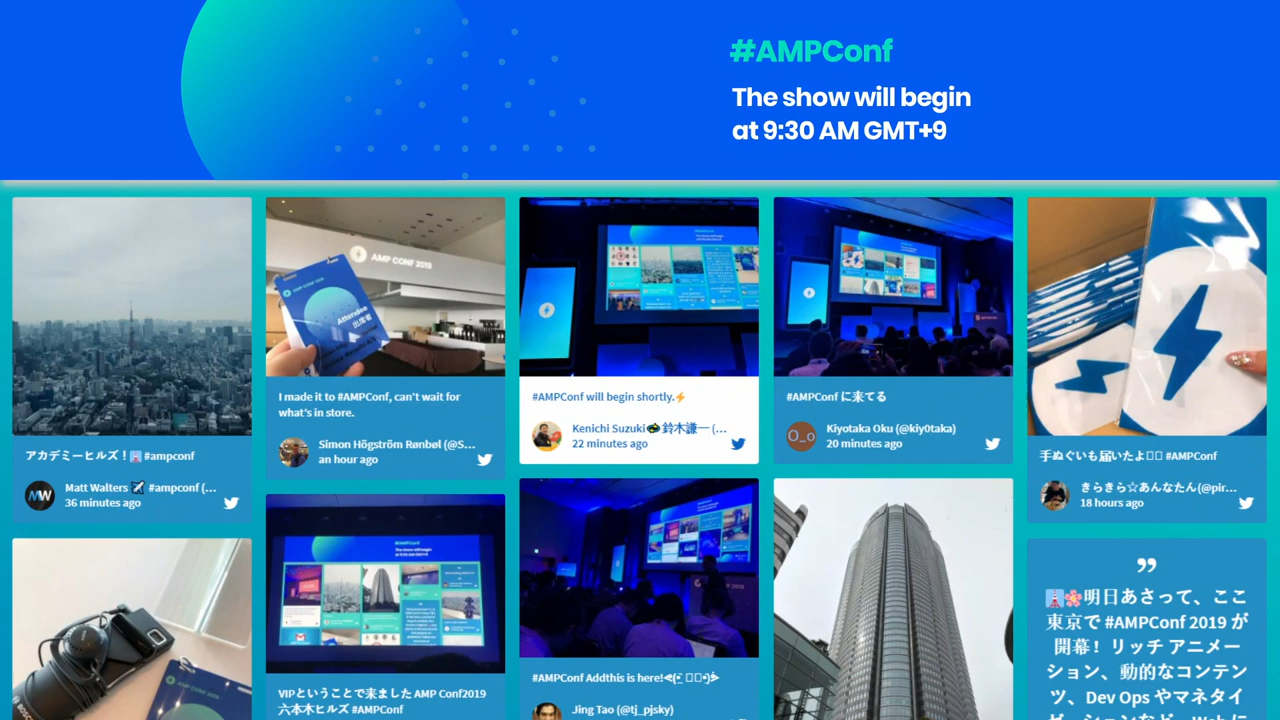 #AMPConf
The show will begin
at 9:30 AM GMT+9
アカデミーヒルズ！🗼 #ampconf
Matt Walters ✈️ #ampconf (...
36 minutes ago
AMP CONF 2019
Attendee
出席者
I made it to #AMPConf, can't wait for
what's in store.
Simon Högström Rønbøl (@S...
an hour ago
VIPということで来ました AMP Conf2019
六本木ヒルズ #AMPConf
#AMPConf will begin shortly.⚡
Kenichi Suzuki🐢鈴木謙一 (...
22 minutes ago
#AMPConf Addthis is here!
Jing Tao (@tj_pjsky)
#AMPConf に来てる
O_o
Kiyotaka Oku (@kiy0taka)
20 minutes ago
手ぬぐいも届いたよ #AMPConf
きらきら☆あんなたん(@pir...
18 hours ago
🗼🌸明日あさって、ここ
東京で #AMPConf 2019 が
開幕！リッチ アニメー
ション、動的なコンテン
ツ、Dev Ops やマネタイ